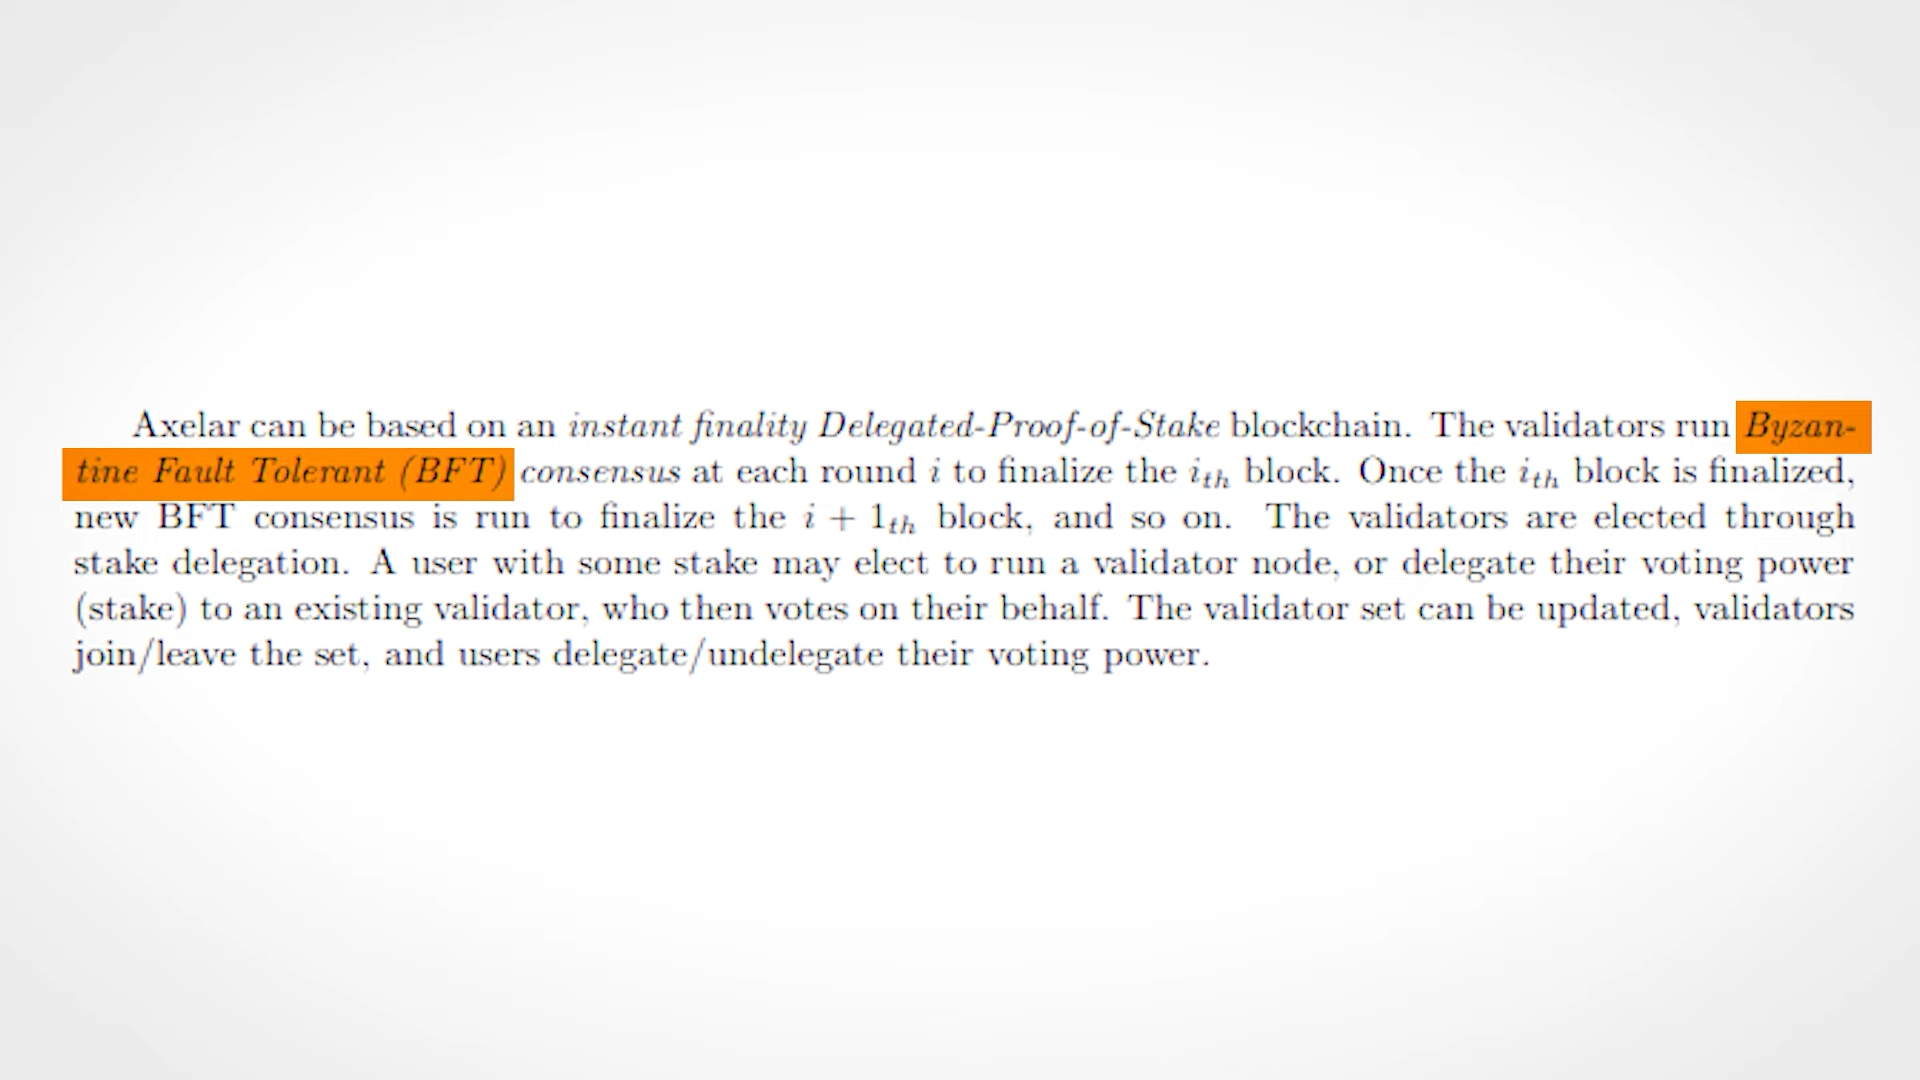 Axelar can be based on an instant finality Delegated-Proof-of-Stake blockchain. The validators run Byzan-
tine Fault Tolerant (BFT) consensus at each round i to finalize the i_th block. Once the i_th block is finalized,
new BFT consensus is run to finalize the i + 1_th block, and so on. The validators are elected through
stake delegation. A user with some stake may elect to run a validator node, or delegate their voting power
(stake) to an existing validator, who then votes on their behalf. The validator set can be updated, validators
join/leave the set, and users delegate/undelegate their voting power.